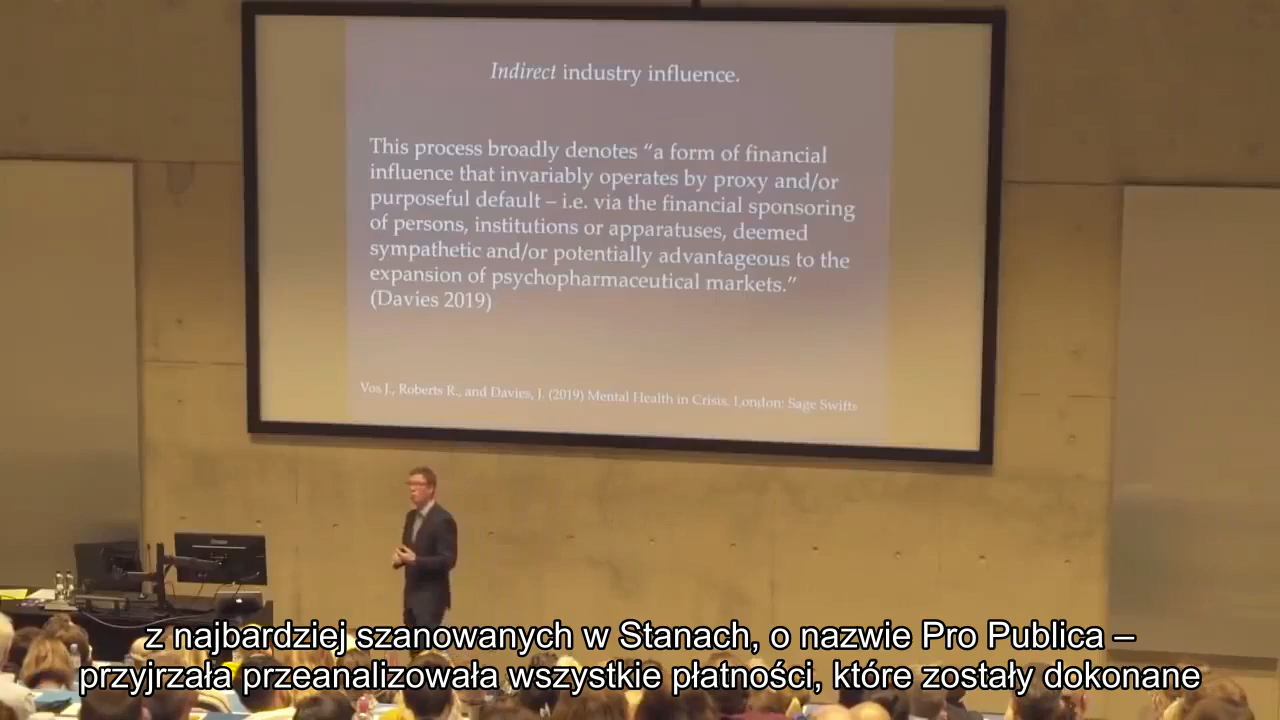 Indirect industry influence.
This process broadly denotes “a form of financial
influence that invariably operates by proxy and/or
purposeful default – i.e. via the financial sponsoring
of persons, institutions or apparatuses, deemed
sympathetic and/or potentially advantageous to the
expansion of psychopharmaceutical markets.”
(Davies 2019)
Vos J., Roberts R., and Davies, J. (2019) Mental Health in Crisis. London: Sage Swifts
z najbardziej szanowanych w Stanach, o nazwie Pro Publica –
przyjrzała przeanalizowała wszystkie płatności, które zostały dokonane